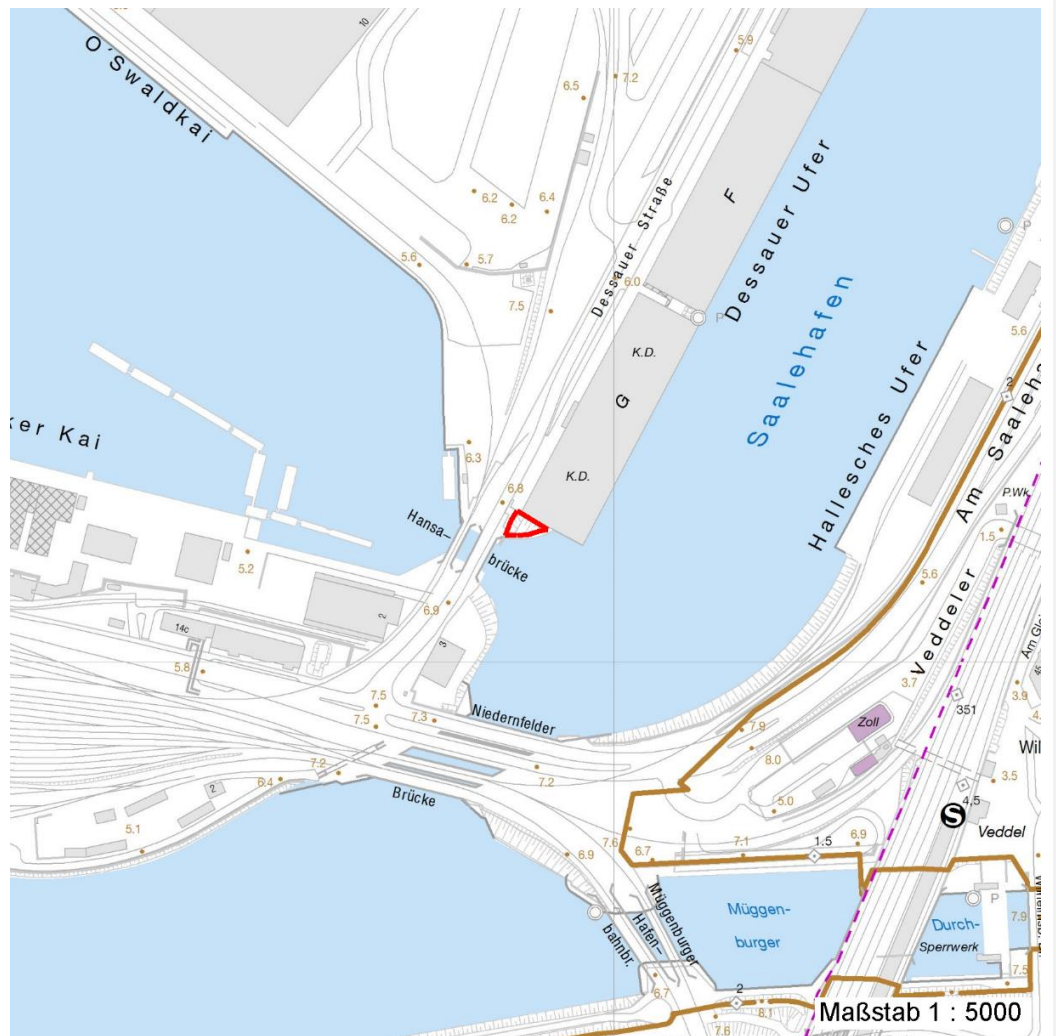 10
5.9
O´Swaldkai
7.2
6.5
6.2
6.2
6.4
5.6
5.7
7.5
6.0
Dessauer Straße
F
Dessauer Ufer
P
P
K.D.
G
K.D.
Saalehafen
Hallesches Ufer
5.6
2
Am Saaleh
P.Wk
1.5
5.6
Veddeler
ker Kai
6.3
6.8
Hansa–
brücke
5.2
6.9
2
14c
3
5.8
7.5
7.5
7.3
Niedernfelder
7.2
7.2
6.4
Brücke
2
5.1
7.9
8.0
Zoll
3.7
351
Am Glei
45
3.9
Wil
3.5
5.0
4,5
S
Veddel
7.6
6.7
7.1
1.5
6.9
6.9
Müggenburger
Hafen–
bahnbr.
Müggen-
burger
Durch-
Sperrwerk
P
7.9
7.5
6.7
2
8.1
7.6
Maßstab 1 : 5000